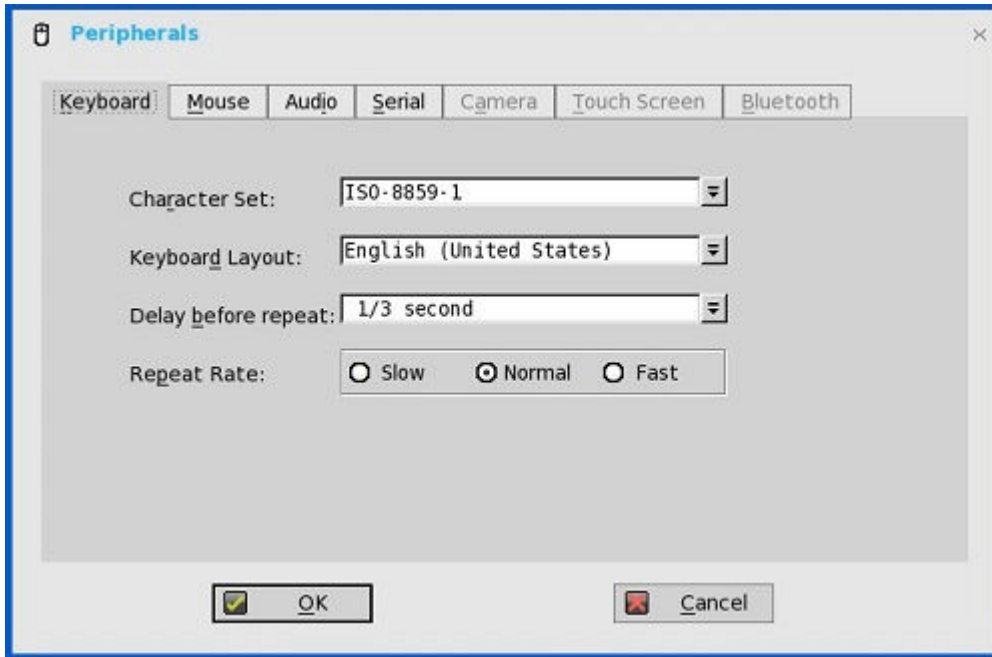 Peripherals
Keyboard Mouse Audio Serial Camera Touch Screen Bluetooth
Character Set: ISO-8859-1
Keyboard Layout: English (United States)
Delay before repeat: 1/3 second
Repeat Rate: Slow Normal Fast
OK Cancel